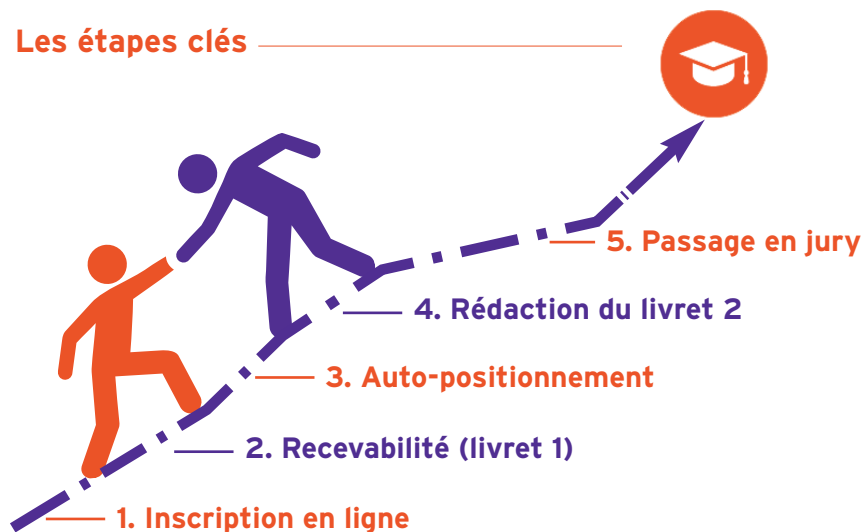 Les étapes clés
5. Passage en jury
4. Rédaction du livret 2
3. Auto-positionnement
2. Recevabilité (livret 1)
1. Inscription en ligne